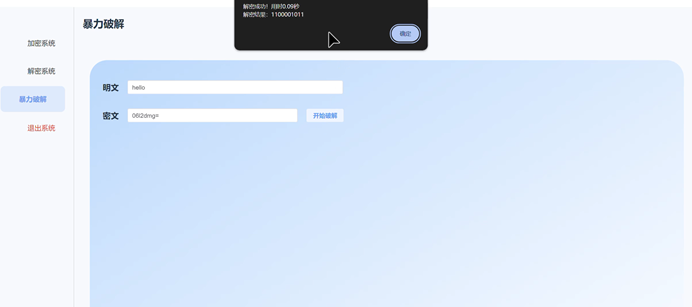 解密成功！用时0.09秒
解密结果：1100001011
确定
暴力破解
加密系统
解密系统
暴力破解
退出系统
明文 hello
密文 06l2dmg= 开始破解